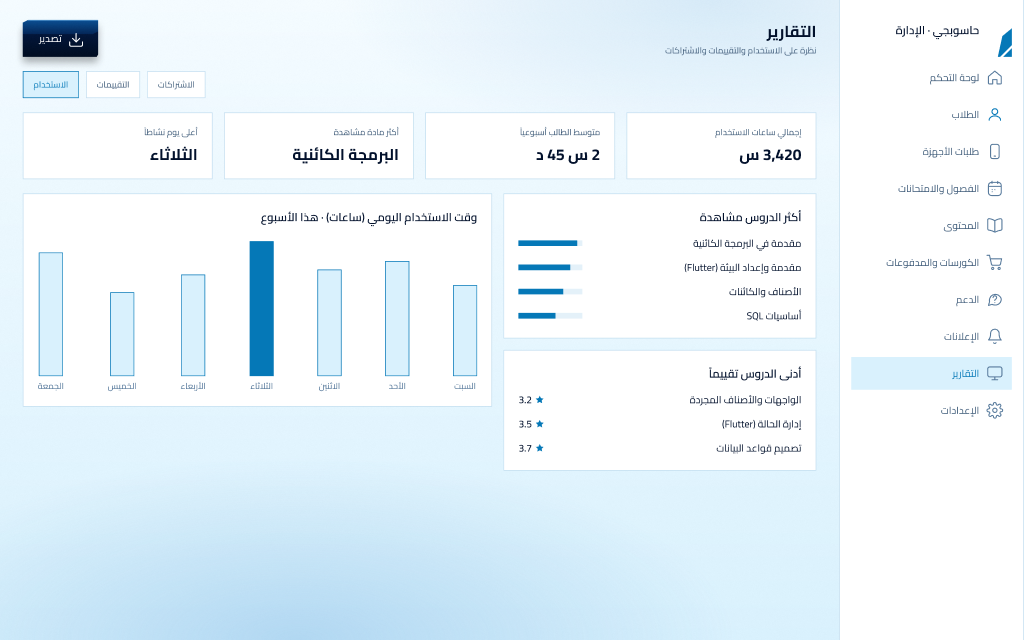 حاسوبجي · الإدارة
لوحة التحكم
الطلاب
طلبات الأجهزة
الفصول والامتحانات
المحتوى
الكورسات والمدفوعات
الدعم
الإعلانات
التقارير
الإعدادات
التقارير
نظرة على الاستخدام والتقييمات والاشتراكات
تصدير
الاشتراكات
التقييمات
الاستخدام
إجمالي ساعات الاستخدام
3,420 س
متوسط الطالب أسبوعياً
2 س 45 د
أكثر مادة مشاهدة
البرمجة الكائنية
أعلى يوم نشاطاً
الثلاثاء
أكثر الدروس مشاهدة
مقدمة في البرمجة الكائنية
مقدمة وإعداد البيئة (Flutter)
الأصناف والكائنات
أساسيات SQL
أدنى الدروس تقييماً
الواجهات والأصناف المجردة
3.2
إدارة الحالة (Flutter)
3.5
تصميم قواعد البيانات
3.7
وقت الاستخدام اليومي (ساعات) · هذا الأسبوع
السبت
الأحد
الاثنين
الثلاثاء
الأربعاء
الخميس
الجمعة